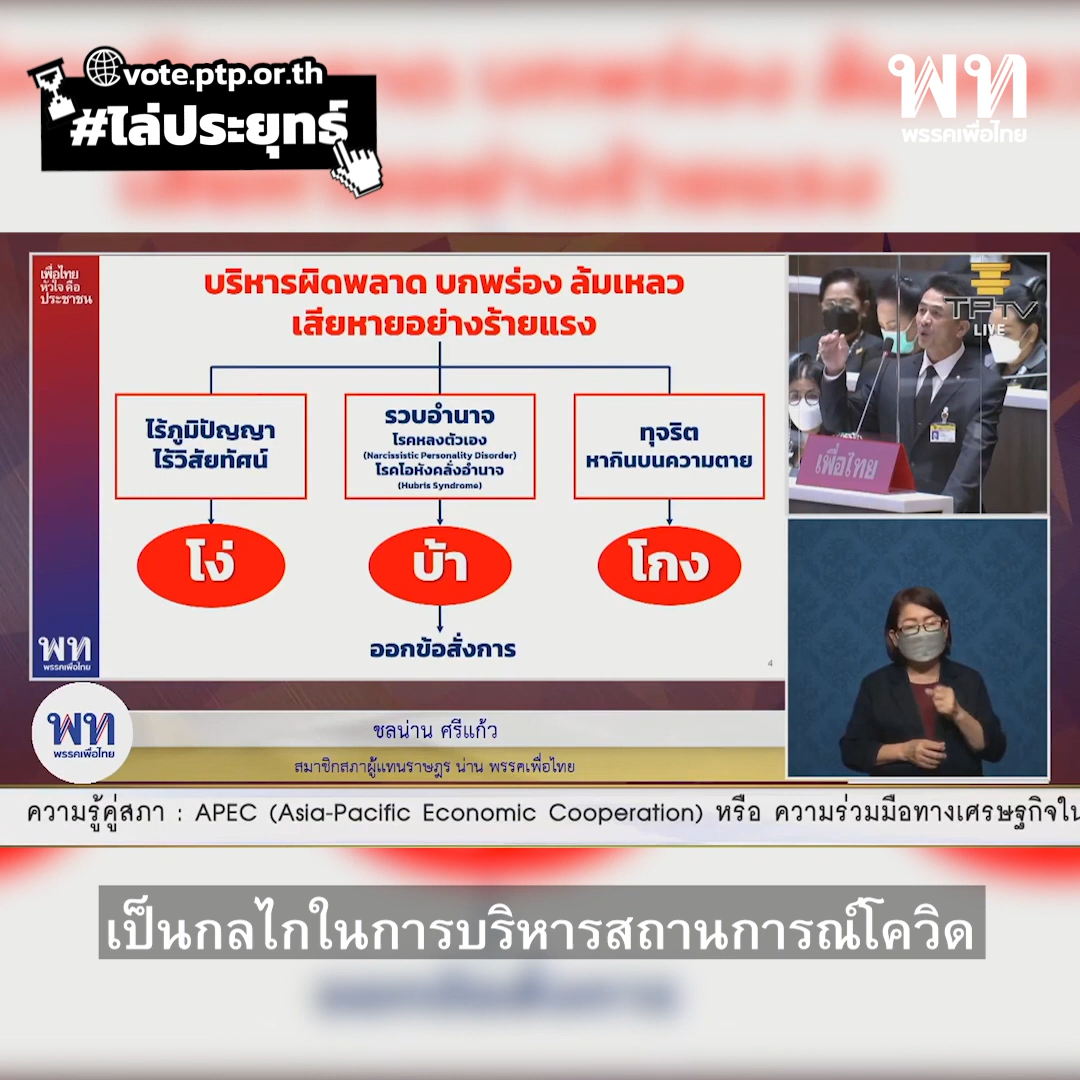 vote.ptp.or.th
#ไล่ประยุทธ์
พท
พรรคเพื่อไทย
เพื่อไทย
หัวใจ คือ
ประชาชน
บริหารผิดพลาด บกพร่อง ล้มเหลว
เสียหายอย่างร้ายแรง
ไร้ภูมิปัญญา
ไร้วิสัยทัศน์
รวบอำนาจ
โรคหลงตัวเอง
(Narcissistic Personality Disorder)
โรคโอหังคลั่งอำนาจ
(Hubris Syndrome)
ทุจริต
หากินบนความตาย
โง่
บ้า
โกง
ออกข้อสั่งการ
4
พท
พรรคเพื่อไทย
TPTV
LIVE
เพื่อไทย
พท
พรรคเพื่อไทย
ชลน่าน ศรีแก้ว
สมาชิกสภาผู้แทนราษฎร น่าน พรรคเพื่อไทย
ความรู้คู่สภา : APEC (Asia-Pacific Economic Cooperation) หรือ ความร่วมมือทางเศรษฐกิจใน
เป็นกลไกในการบริหารสถานการณ์โควิด